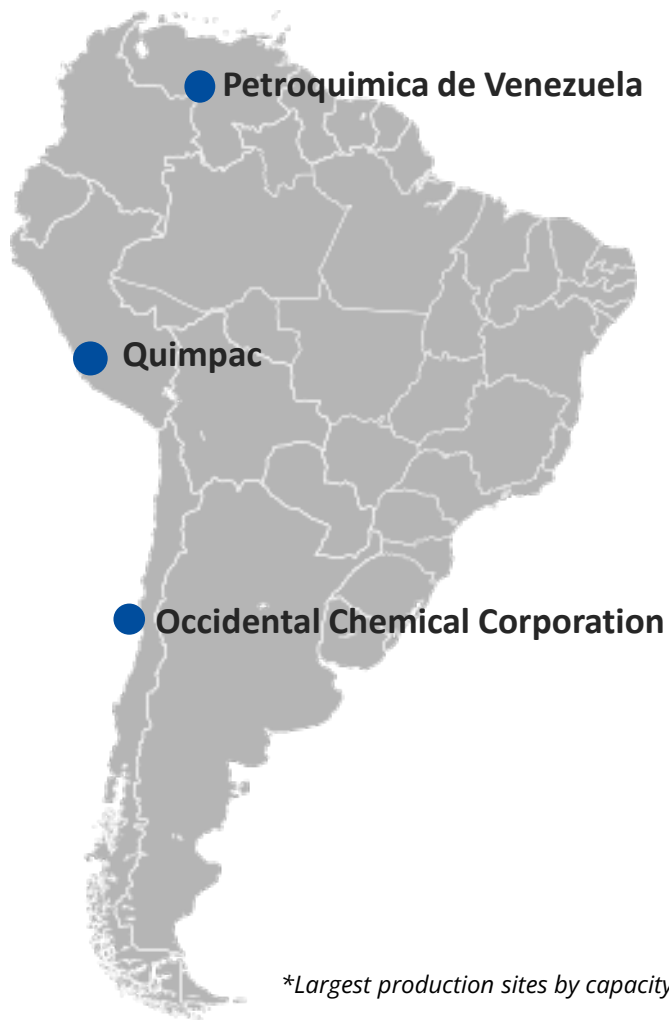 Petroquimica de Venezuela
Quimpac
Occidental Chemical Corporation
*Largest production sites by capacity